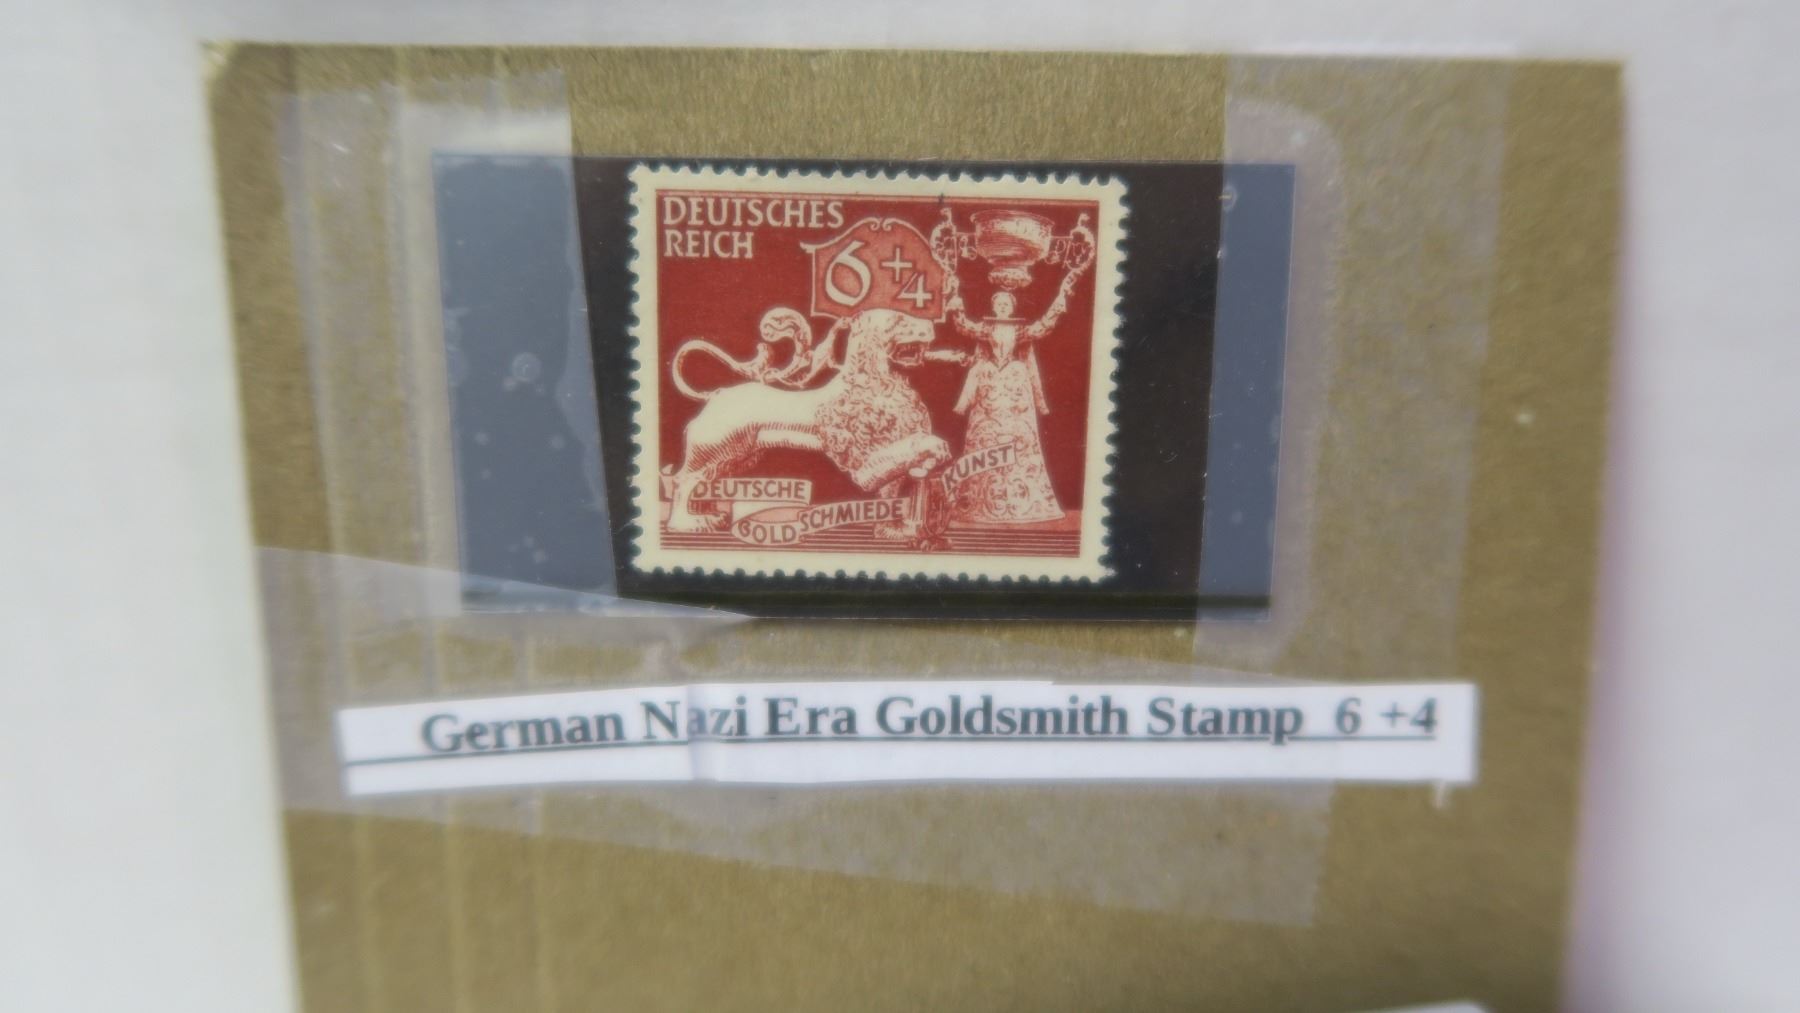 DEUTSCHES
REICH
6+4
DEUTSCHE
GOLDSCHMIEDE
KUNST
German Nazi Era Goldsmith Stamp 6 +4